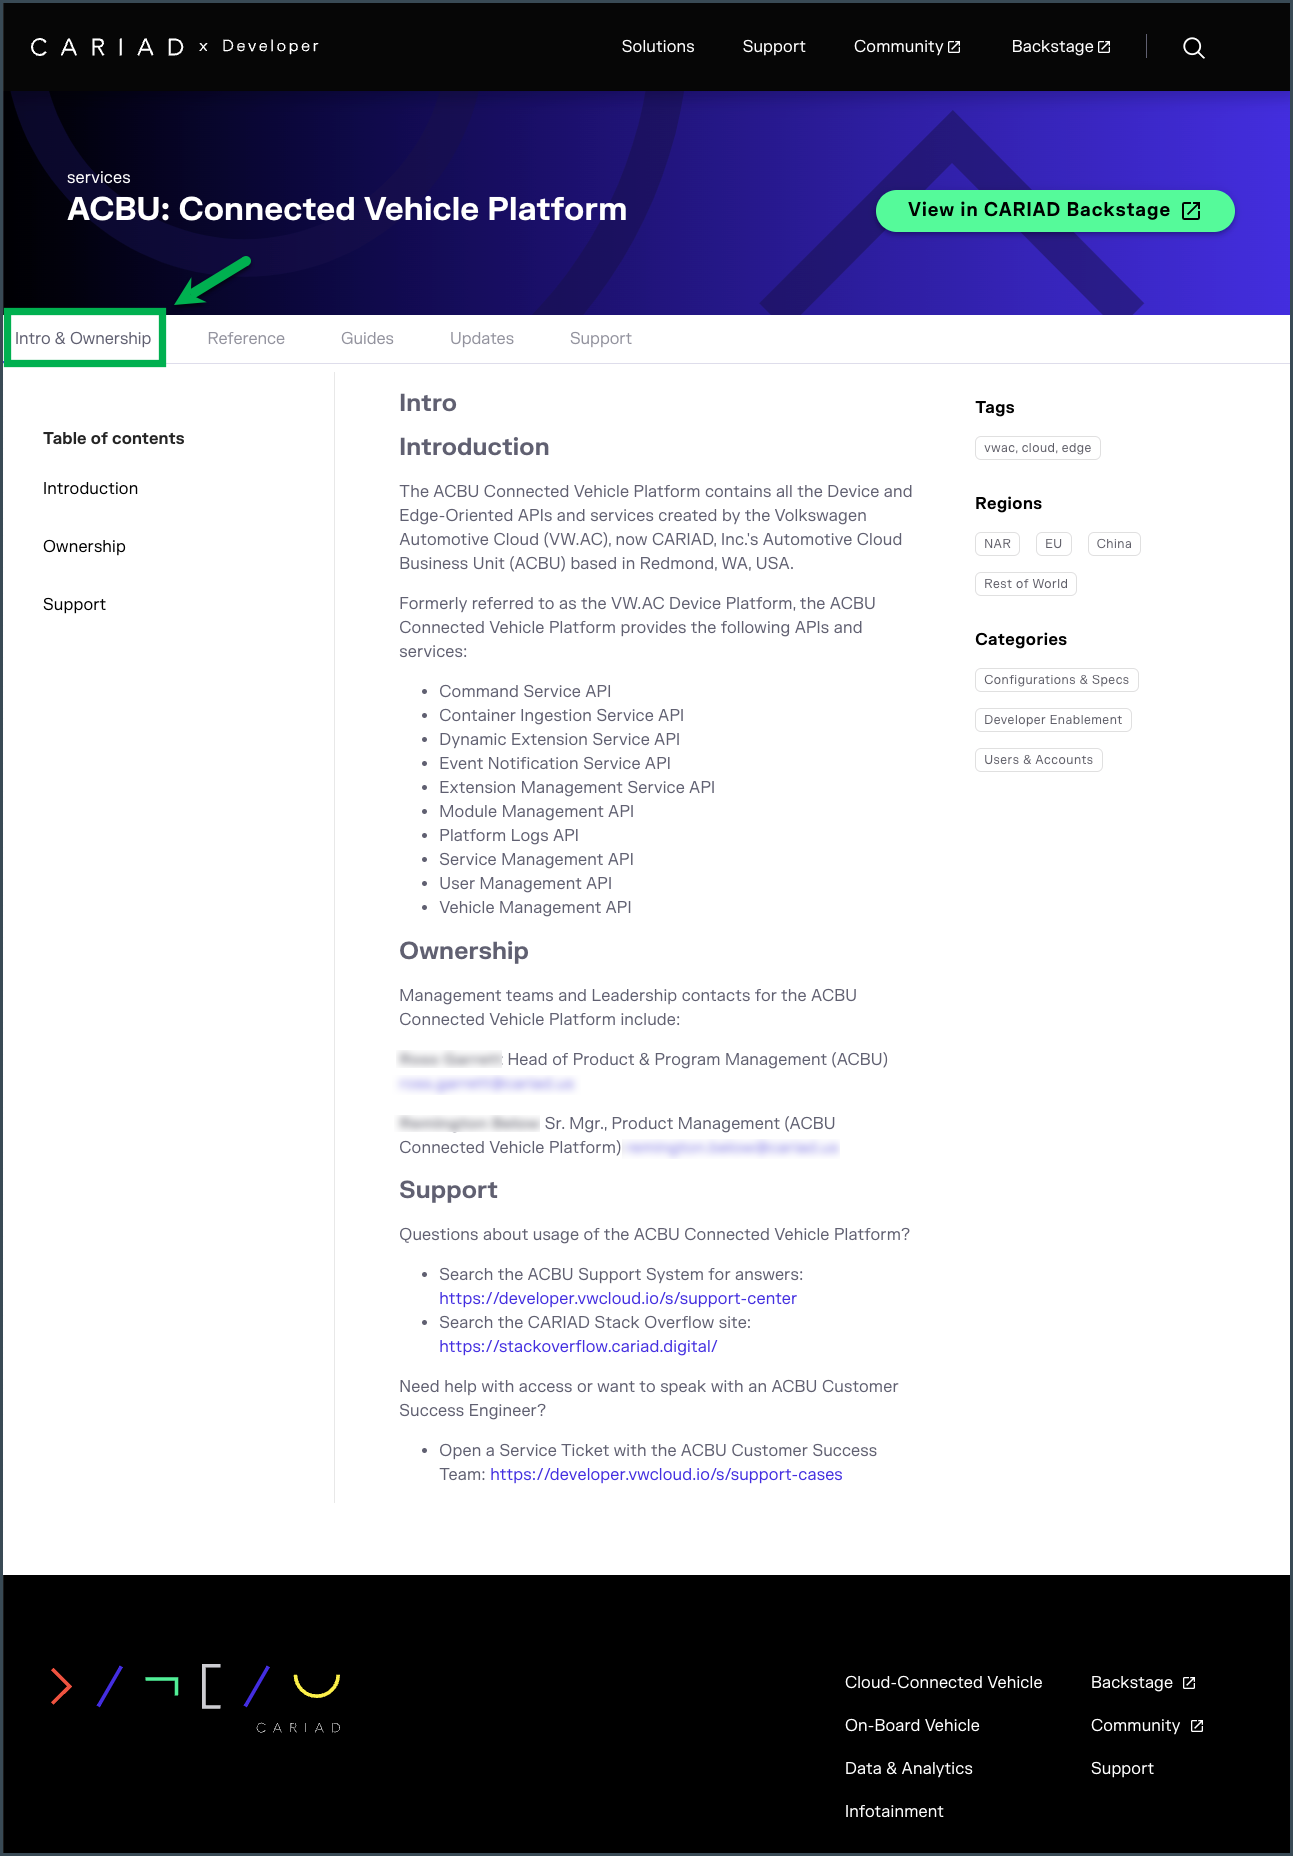 CARIAD x Developer
Solutions
Support
Community
Backstage
services
ACBU: Connected Vehicle Platform
View in CARIAD Backstage
Intro & Ownership
Reference
Guides
Updates
Support
Table of contents
Introduction
Ownership
Support
Intro
Introduction
The ACBU Connected Vehicle Platform contains all the Device and
Edge-Oriented APIs and services created by the Volkswagen
Automotive Cloud (VW.AC), now CARIAD, Inc.'s Automotive Cloud
Business Unit (ACBU) based in Redmond, WA, USA.
Formerly referred to as the VW.AC Device Platform, the ACBU
Connected Vehicle Platform provides the following APIs and
services:
• Command Service API
• Container Ingestion Service API
• Dynamic Extension Service API
• Event Notification Service API
• Extension Management Service API
• Module Management API
• Platform Logs API
• Service Management API
• User Management API
• Vehicle Management API
Ownership
Management teams and Leadership contacts for the ACBU
Connected Vehicle Platform include:
Head of Product & Program Management (ACBU)
Sr. Mgr., Product Management (ACBU
Connected Vehicle Platform)
Support
Questions about usage of the ACBU Connected Vehicle Platform?
• Search the ACBU Support System for answers:
https://developer.vwcloud.io/s/support-center
• Search the CARIAD Stack Overflow site:
https://stackoverflow.cariad.digital/
Need help with access or want to speak with an ACBU Customer
Success Engineer?
• Open a Service Ticket with the ACBU Customer Success
Team: https://developer.vwcloud.io/s/support-cases
Tags
vwac, cloud, edge
Regions
NAR
EU
China
Rest of World
Categories
Configurations & Specs
Developer Enablement
Users & Accounts
CARIAD
Cloud-Connected Vehicle
On-Board Vehicle
Data & Analytics
Infotainment
Backstage
Community
Support